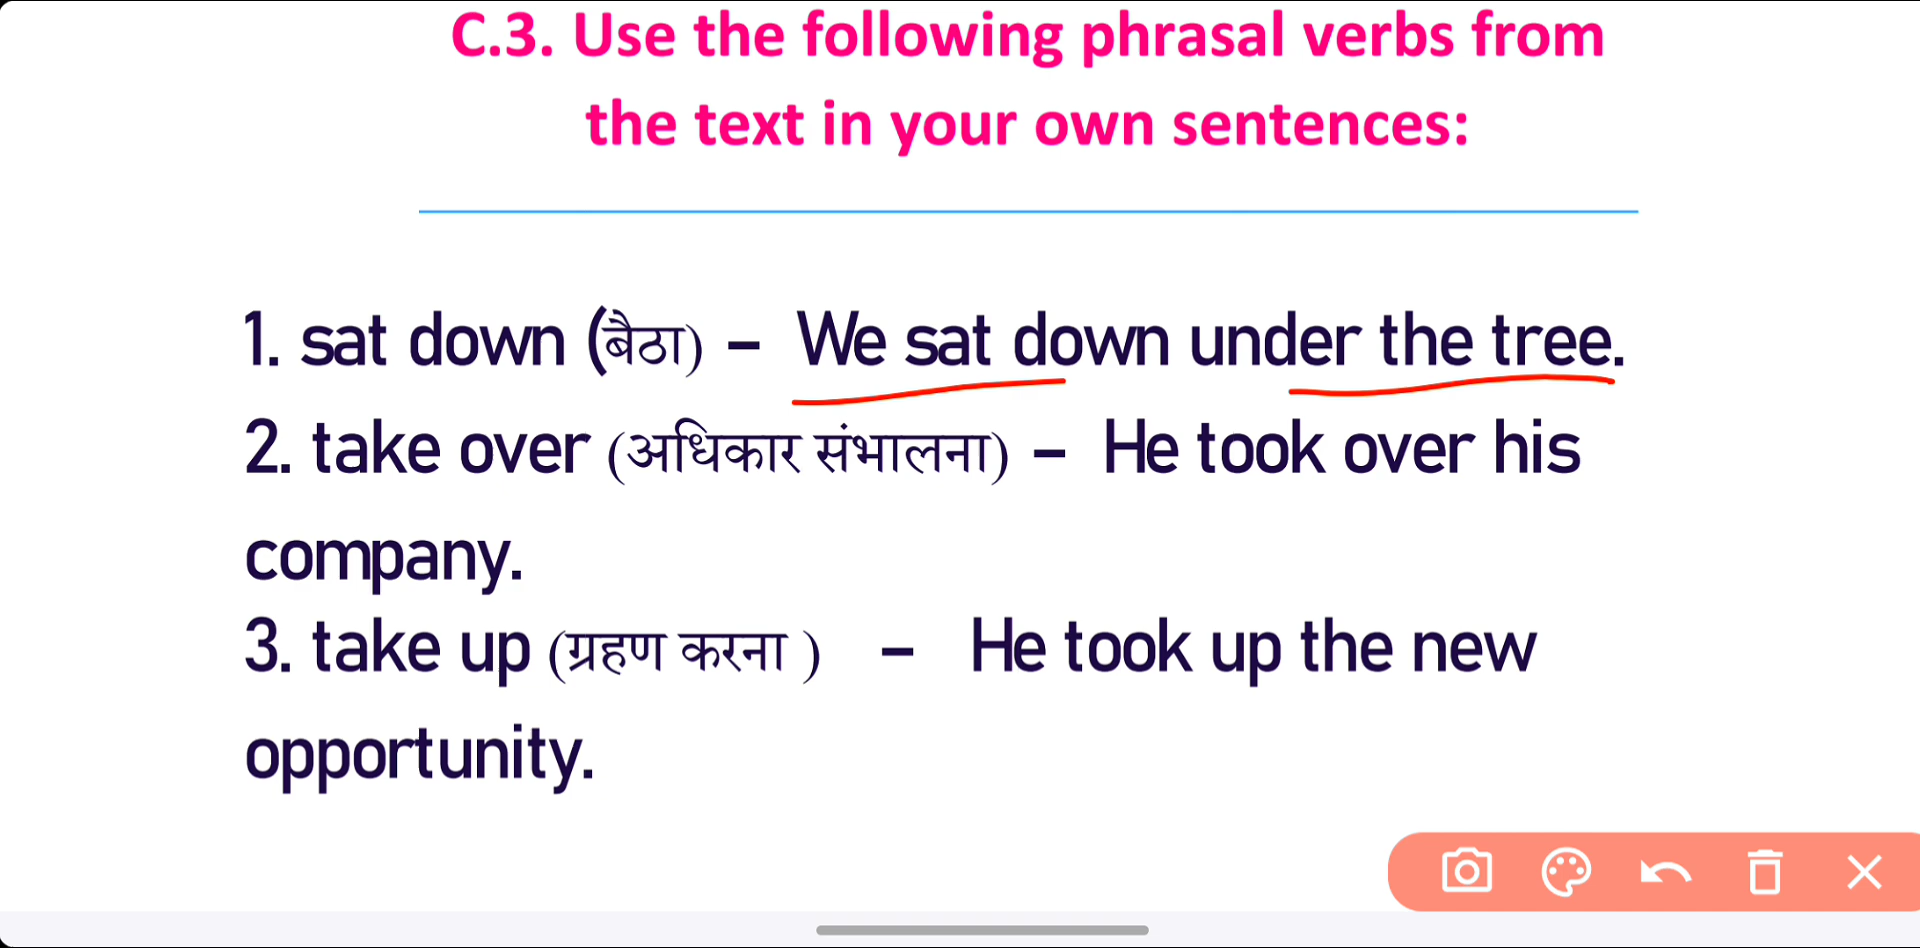 C.3. Use the following phrasal verbs from
the text in your own sentences:
1. sat down (बैठा) – We sat down under the tree.
2. take over (अधिकार संभालना) – He took over his
company.
3. take up (ग्रहण करना ) – He took up the new
opportunity.